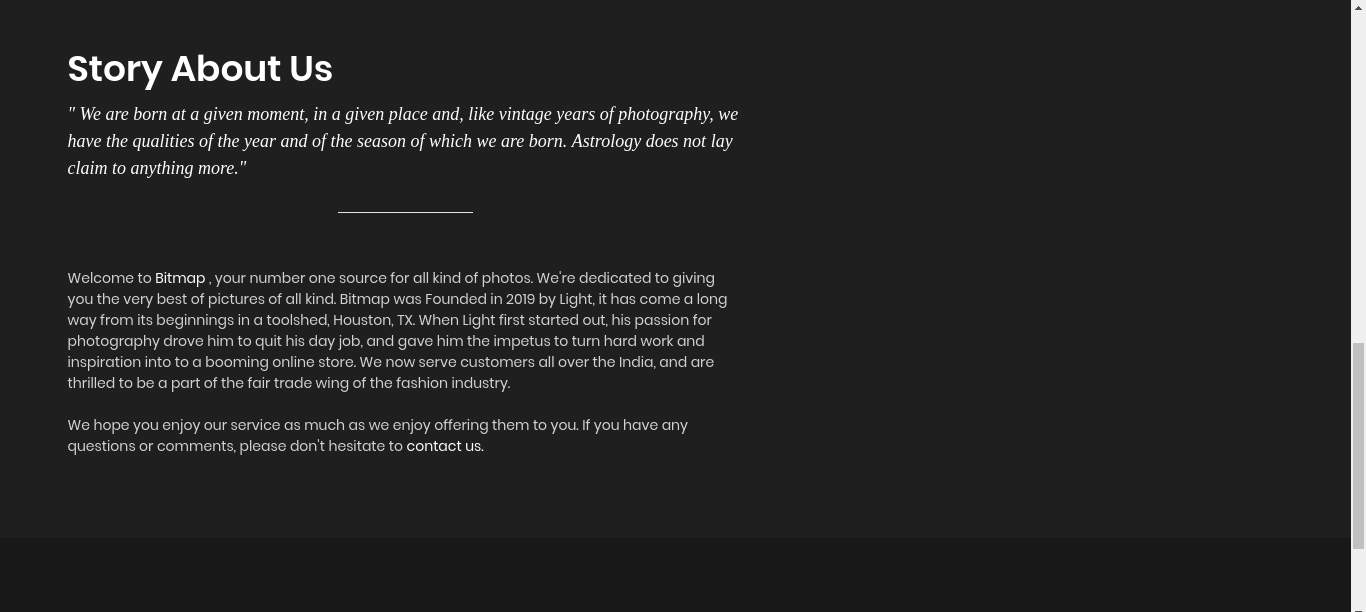 Story About Us
" We are born at a given moment, in a given place and, like vintage years of photography, we
have the qualities of the year and of the season of which we are born. Astrology does not lay
claim to anything more."
Welcome to Bitmap , your number one source for all kind of photos. We're dedicated to giving
you the very best of pictures of all kind. Bitmap was Founded in 2019 by Light, it has come a long
way from its beginnings in a toolshed, Houston, TX. When Light first started out, his passion for
photography drove him to quit his day job, and gave him the impetus to turn hard work and
inspiration into to a booming online store. We now serve customers all over the India, and are
thrilled to be a part of the fair trade wing of the fashion industry.
We hope you enjoy our service as much as we enjoy offering them to you. If you have any
questions or comments, please don't hesitate to contact us.